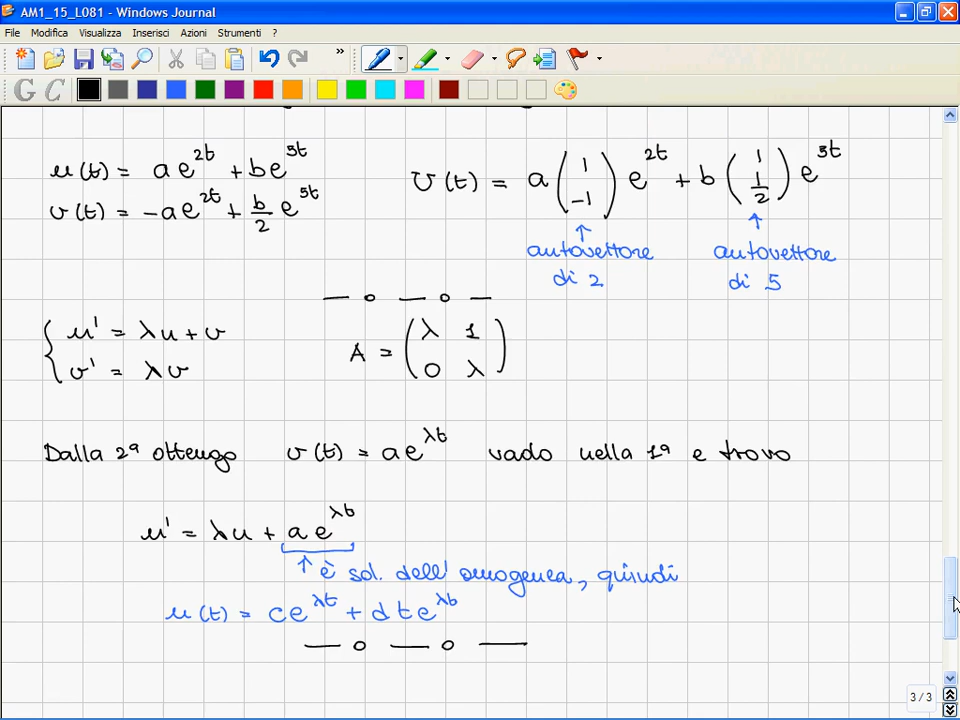 AM1_15_L081 - Windows Journal
File Modifica Visualizza Inserisci Azioni Strumenti ?
u(t) = ae^{2t} + be^{5t}
v(t) = -ae^{2t} + b/2 e^{5t}
U(t) = a (1 -1) e^{2t} + b (1 1/2) e^{5t}
↑ autovettore di 2
↑ autovettore di 5
— o — o —
{ u' = λu + v
v' = λv
A = (λ 1
0 λ)
Dalla 2ª ottengo v(t) = ae^{λt} vado nella 1ª e trovo
u' = λu + ae^{λt}
↑ è sol. dell'omogenea, quindi
u(t) = ce^{λt} + dte^{λt}
— o — o —
3 / 3